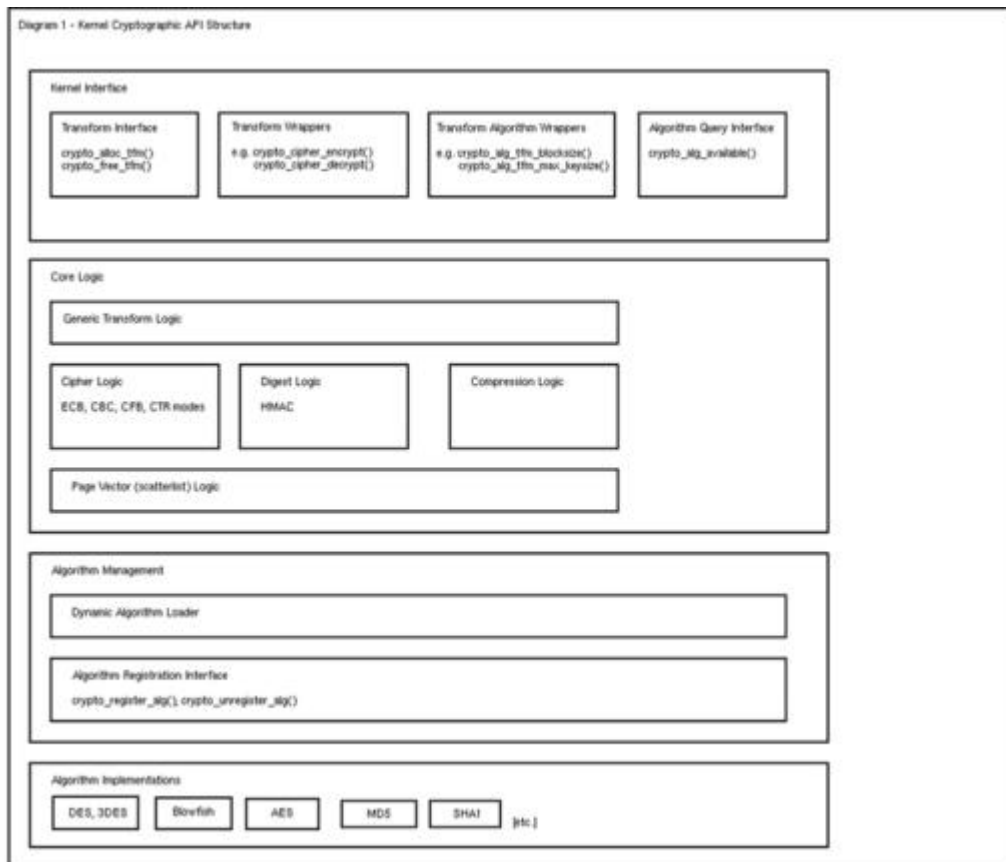 Diagram 1 - Kernel Cryptographic API Structure
Kernel Interface
Transform Interface
crypto_alloc_tfm()
crypto_free_tfm()
Transform Wrappers
e.g. crypto_cipher_encrypt()
crypto_cipher_decrypt()
Transform Algorithm Wrappers
e.g. crypto_alg_tfm_blocksize()
crypto_alg_tfm_max_keysize()
Algorithm Query Interface
crypto_alg_available()
Core Logic
Generic Transform Logic
Cipher Logic
ECB, CBC, CFB, CTR modes
Digest Logic
HMAC
Compression Logic
Page Vector (scatterlist) Logic
Algorithm Management
Dynamic Algorithm Loader
Algorithm Registration Interface
crypto_register_alg(), crypto_unregister_alg()
Algorithm Implementations
DES, 3DES
Blowfish
AES
MD5
SHA1
[etc.]